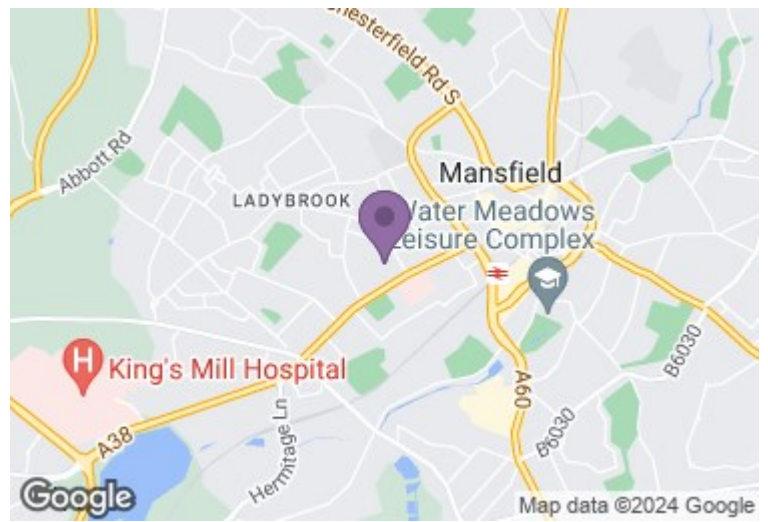 Chesterfield Rd S
Abbott Rd
Mansfield
LADYBROOK
Water Meadows
Leisure Complex
H
King's Mill Hospital
B6030
A60
A38
Hermitage Ln
B6030
Google
Map data ©2024 Google